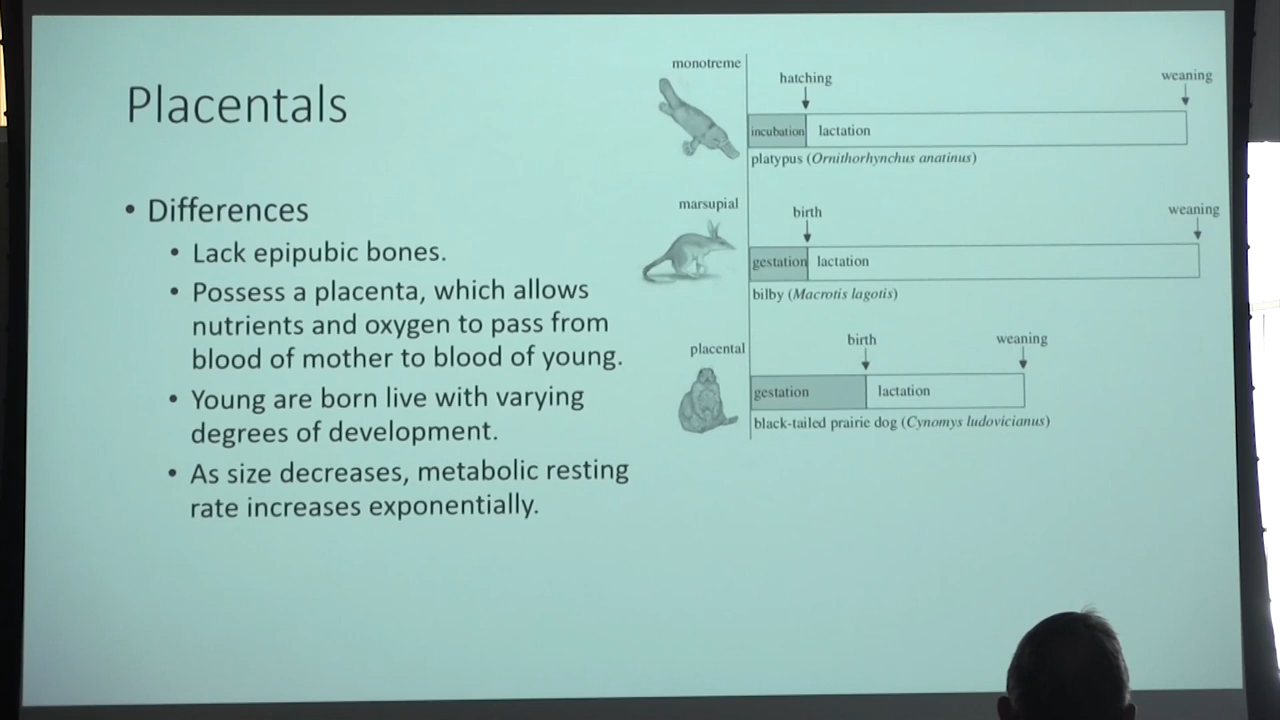 Placentals
• Differences
• Lack epipubic bones.
• Possess a placenta, which allows
nutrients and oxygen to pass from
blood of mother to blood of young.
• Young are born live with varying
degrees of development.
• As size decreases, metabolic resting
rate increases exponentially.
monotreme
hatching
weaning
incubation
lactation
platypus (Ornithorhynchus anatinus)
marsupial
birth
weaning
gestation
lactation
bilby (Macrotis lagotis)
placental
birth
weaning
gestation
lactation
black-tailed prairie dog (Cynomys ludovicianus)